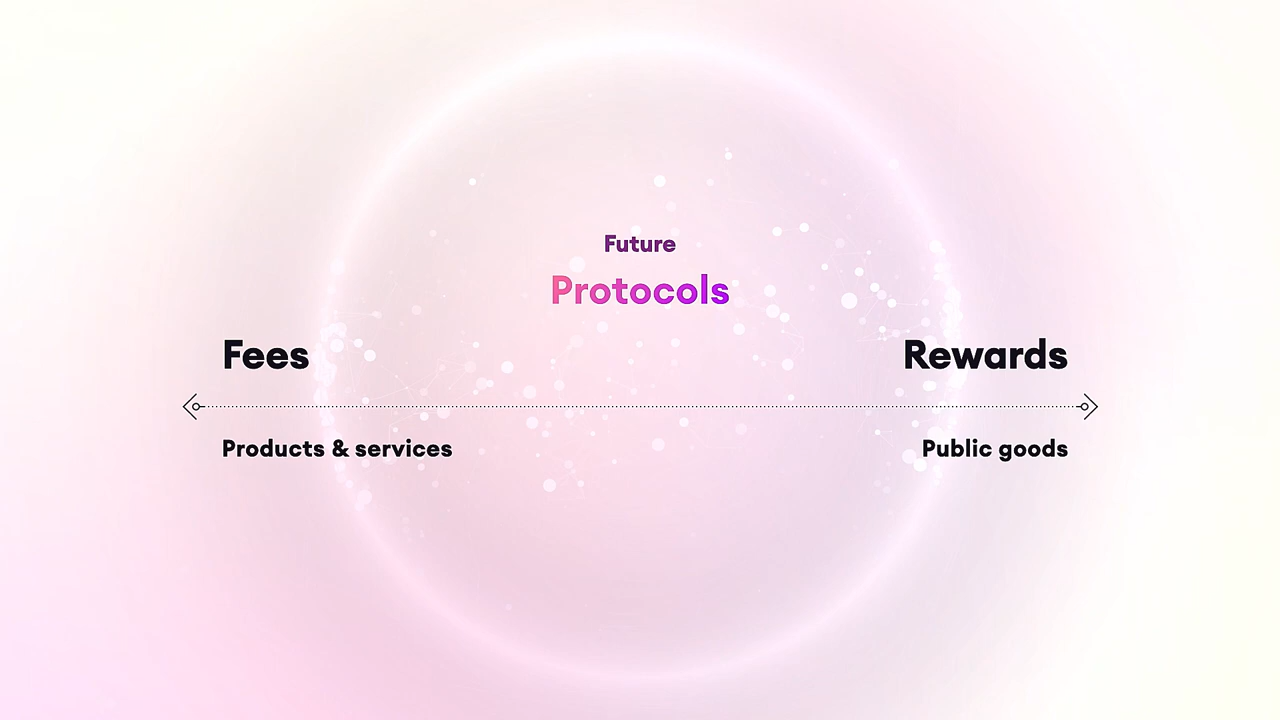 Future
Protocols
Fees
Rewards
Products & services
Public goods